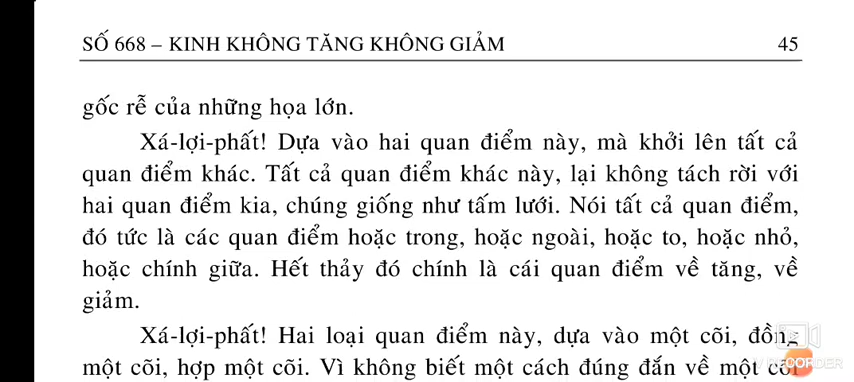 SỐ 668 – KINH KHÔNG TĂNG KHÔNG GIẢM 45
gốc rễ của những họa lớn.
Xá-lợi-phất! Dựa vào hai quan điểm này, mà khởi lên tất cả
quan điểm khác. Tất cả quan điểm khác này, lại không tách rời với
hai quan điểm kia, chúng giống như tấm lưới. Nói tất cả quan điểm,
đó tức là các quan điểm hoặc trong, hoặc ngoài, hoặc to, hoặc nhỏ,
hoặc chính giữa. Hết thảy đó chính là cái quan điểm về tăng, về
giảm.
Xá-lợi-phất! Hai loại quan điểm này, dựa vào một cõi, đồng
một cõi, hợp một cõi. Vì không biết một cách đúng đắn về một cõi
RECORDER